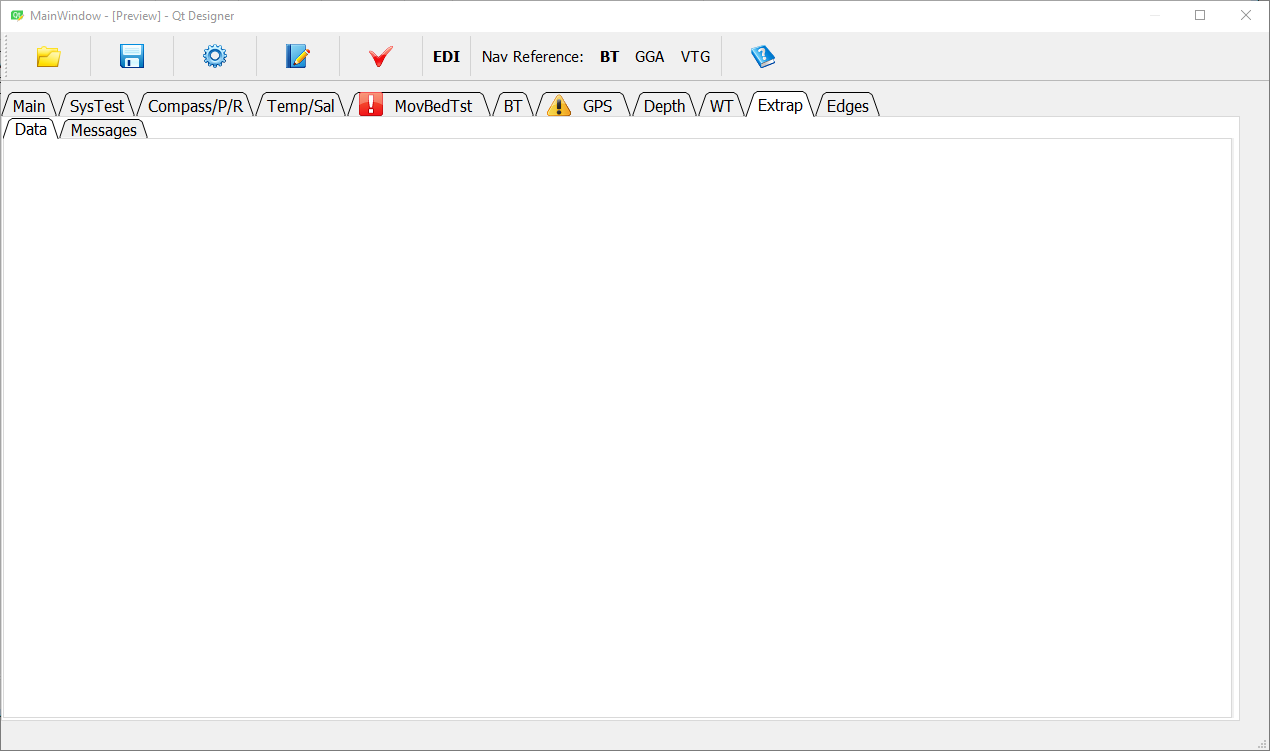 MainWindow - [Preview] - Qt Designer
EDI Nav Reference: BT GGA VTG
Main SysTest Compass/P/R Temp/Sal MovBedTst BT GPS Depth WT Extrap Edges
Data Messages